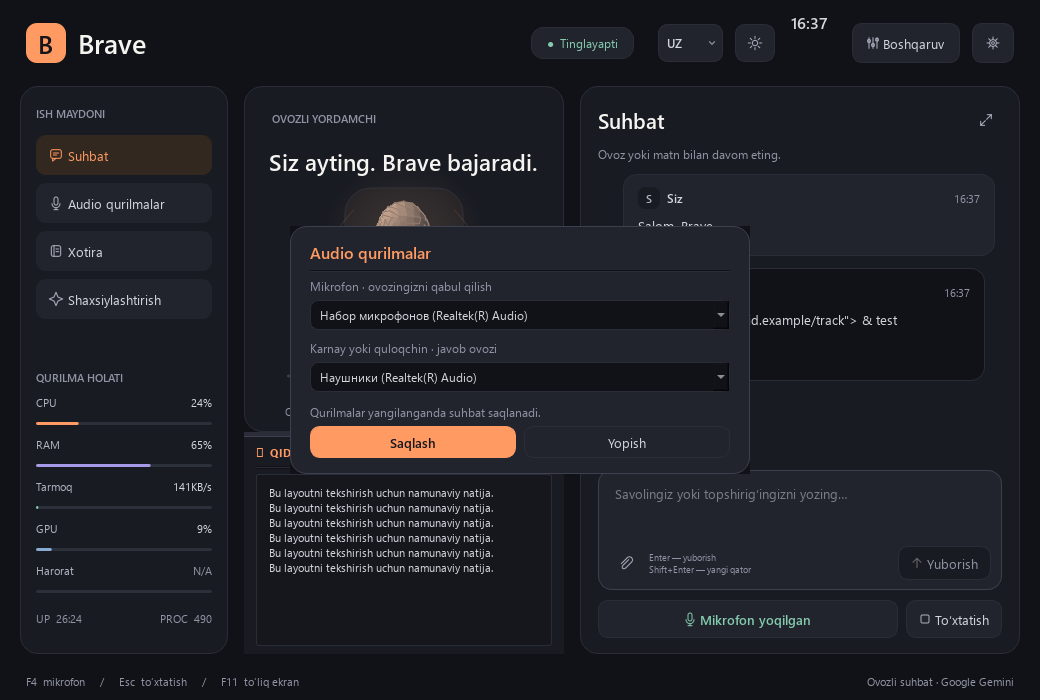 B Brave
Tinglayapti
UZ
16:37
Boshqaruv
ISH MAYDONI
Suhbat
Audio qurilmalar
Xotira
Shaxsiylashtirish
QURILMA HOLATI
CPU 24%
RAM 65%
Tarmoq 141KB/s
GPU 9%
Harorat N/A
UP 26:24 PROC 490
OVOZLI YORDAMCHI
Siz ayting. Brave bajaradi.
Audio qurilmalar
Mikrofon · ovozingizni qabul qilish
Набор микрофонов (Realtek(R) Audio)
Karnay yoki quloqchin · javob ovozi
Наушники (Realtek(R) Audio)
Qurilmalar yangilanganda suhbat saqlanadi.
Saqlash Yopish
QID
Bu layoutni tekshirish uchun namunaviy natija.
Bu layoutni tekshirish uchun namunaviy natija.
Bu layoutni tekshirish uchun namunaviy natija.
Bu layoutni tekshirish uchun namunaviy natija.
Bu layoutni tekshirish uchun namunaviy natija.
Bu layoutni tekshirish uchun namunaviy natija.
Suhbat
Ovoz yoki matn bilan davom eting.
S Siz 16:37
Salom, Brave
16:37
d.example/track"> & test
Savolingiz yoki topshirig‘ingizni yozing...
Enter — yuborish
Shift+Enter — yangi qator
Yuborish
Mikrofon yoqilgan
To‘xtatish
F4 mikrofon / Esc to‘xtatish / F11 to‘liq ekran
Ovozli suhbat · Google Gemini